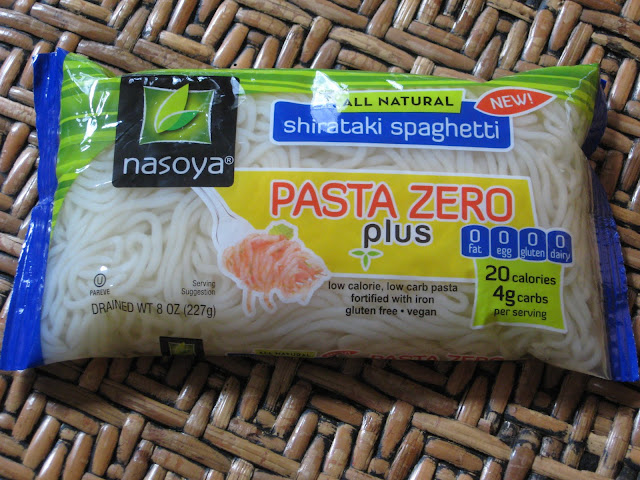 ALL NATURAL
NEW!
shirataki spaghetti
nasoya®
PASTA ZERO
plus
0 0 0 0
fat egg gluten dairy
20 calories
4g carbs
per serving
low calorie, low carb pasta
fortified with iron
gluten free • vegan
U
PAREVE
Serving
Suggestion
DRAINED WT 8 OZ (227g)
ALL NATURAL
PASTA ZERO